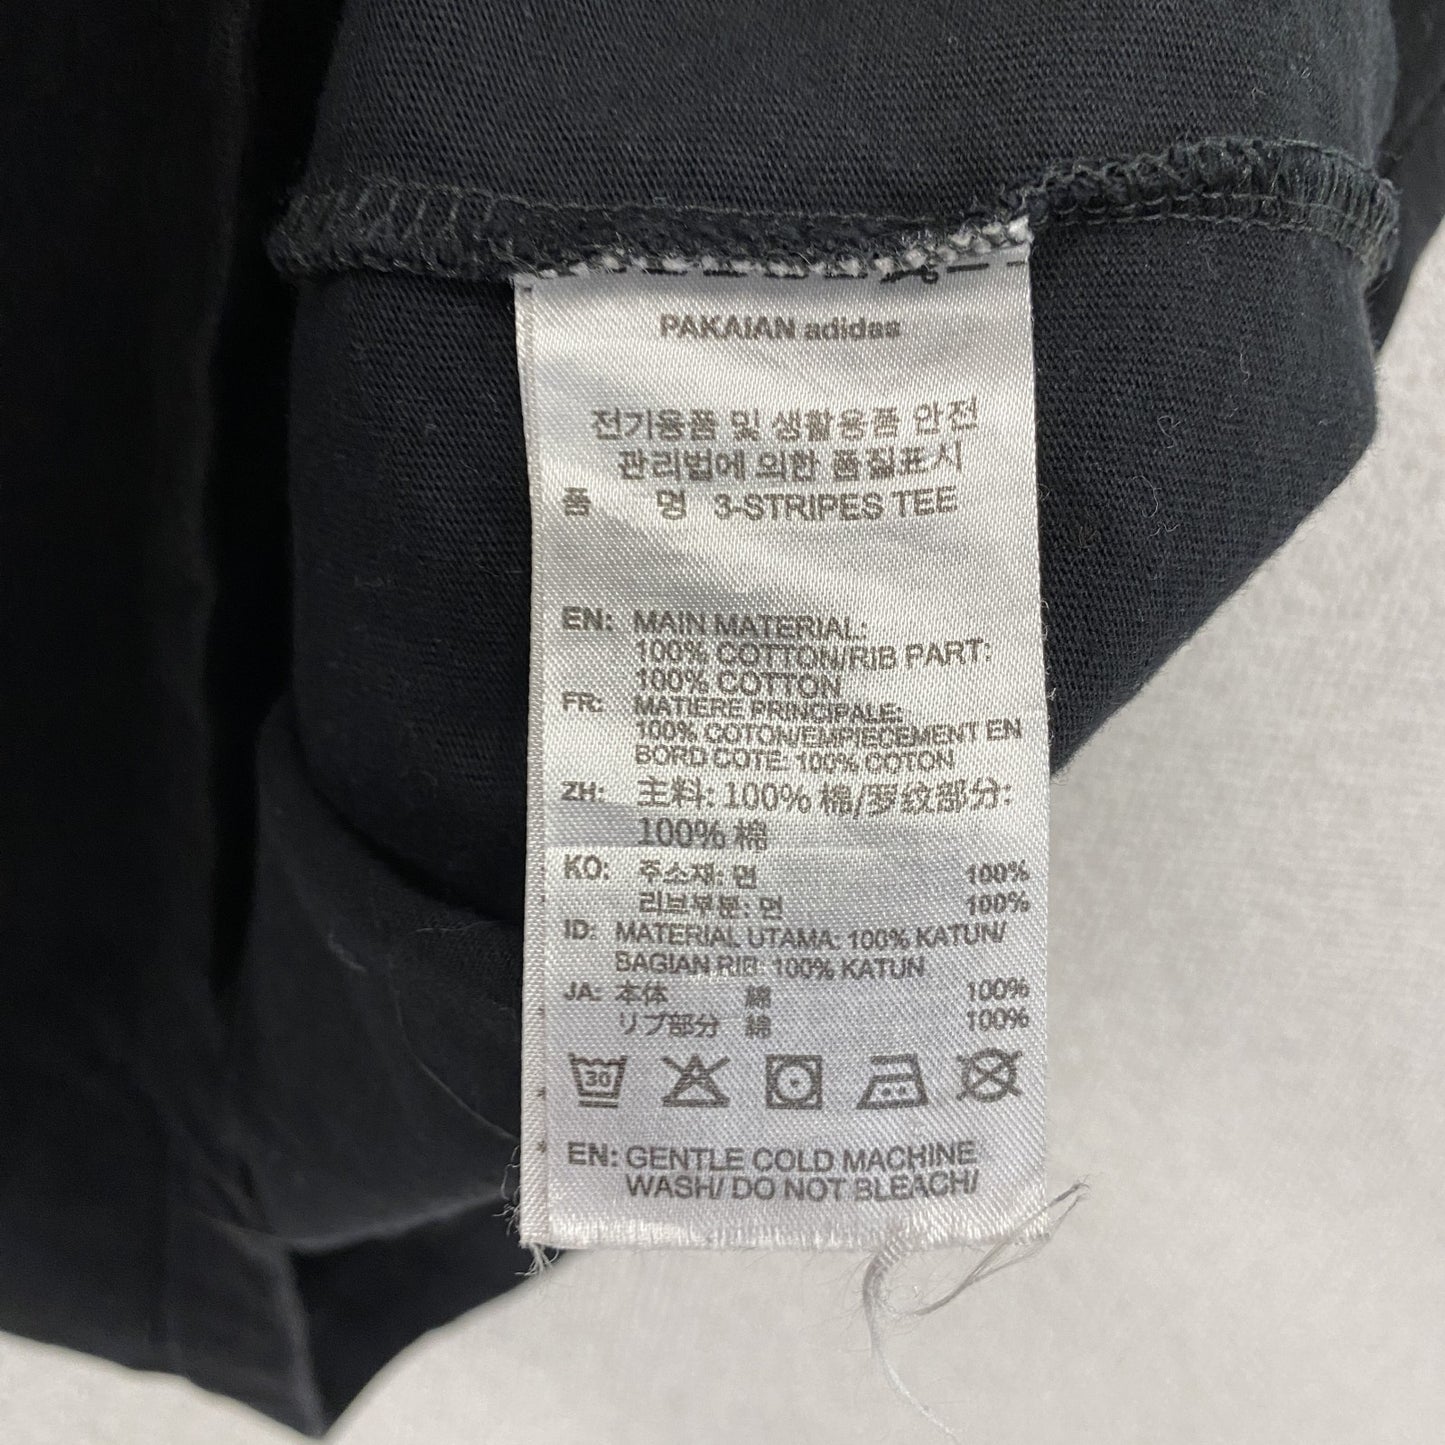 PAKAIAN adidas
전기용품 및 생활용품 안전
관리법에 의한 품질표시
품 명 3-STRIPES TEE
EN: MAIN MATERIAL:
100% COTTON/RIB PART:
100% COTTON
FR: MATIERE PRINCIPALE:
100% COTON/EMPIECEMENT EN
BORD COTE: 100% COTON
ZH: 主料: 100% 棉/罗纹部分:
100% 棉
KO: 주소재: 면 100%
리브부분: 면 100%
ID: MATERIAL UTAMA: 100% KATUN/
BAGIAN RIB: 100% KATUN
JA: 本体 綿 100%
リブ部分 綿 100%
30
EN: GENTLE COLD MACHINE
WASH/ DO NOT BLEACH/